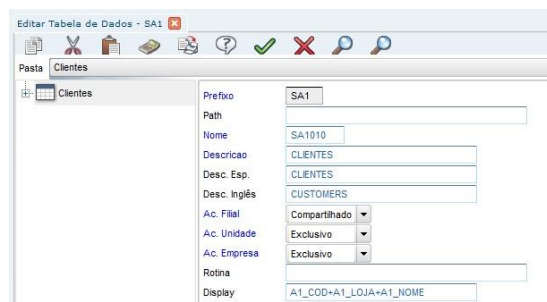 Editar Tabela de Dados - SA1
Pasta Clientes
Clientes
Prefixo SA1
Path
Nome SA1010
Descricao CLIENTES
Desc. Esp. CLIENTES
Desc. Inglês CUSTOMERS
Ac. Filial Compartilhado
Ac. Unidade Exclusivo
Ac. Empresa Exclusivo
Rotina
Display A1_COD+A1_LOJA+A1_NOME